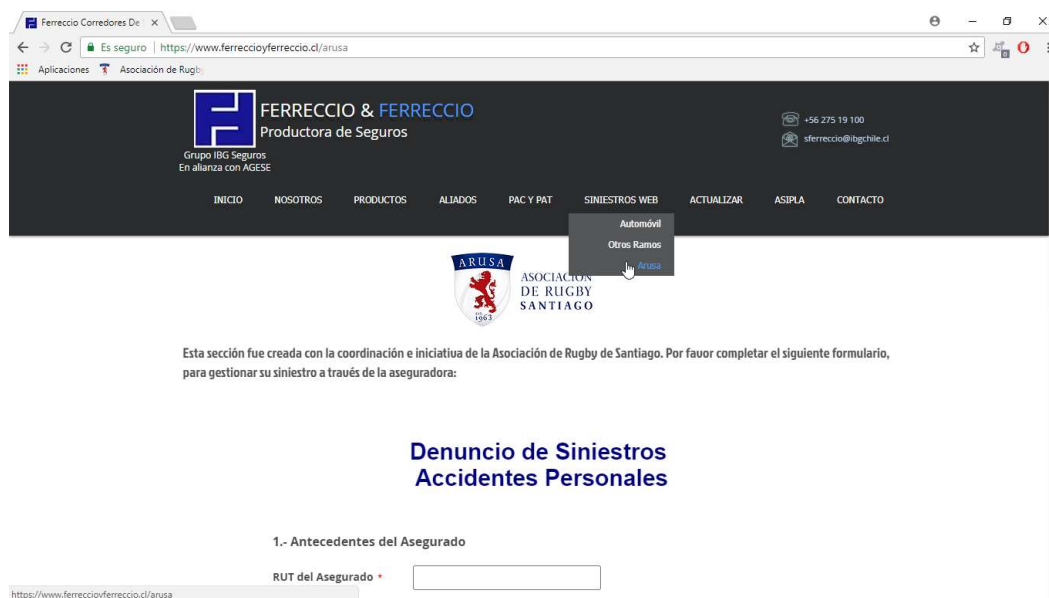 Ferreccio Corredores De
Es seguro | https://www.ferreccioyferreccio.cl/arusa
Aplicaciones Asociación de Rugby
FERRECCIO & FERRECCIO
Productora de Seguros
Grupo IBG Seguros
En alianza con AGESE
+56 275 19 100
sferreccio@ibgchile.cl
INICIO NOSOTROS PRODUCTOS ALIADOS PAC Y PAT SINIESTROS WEB ACTUALIZAR ASIPLA CONTACTO
Automóvil
Otros Ramos
Arusa
ARUSA
EST.
1963
ASOCIACIÓN
DE RUGBY
SANTIAGO
Esta sección fue creada con la coordinación e iniciativa de la Asociación de Rugby de Santiago. Por favor completar el siguiente formulario,
para gestionar su siniestro a través de la aseguradora:
Denuncio de Siniestros
Accidentes Personales
1.- Antecedentes del Asegurado
RUT del Asegurado *
https://www.ferreccioyferreccio.cl/arusa